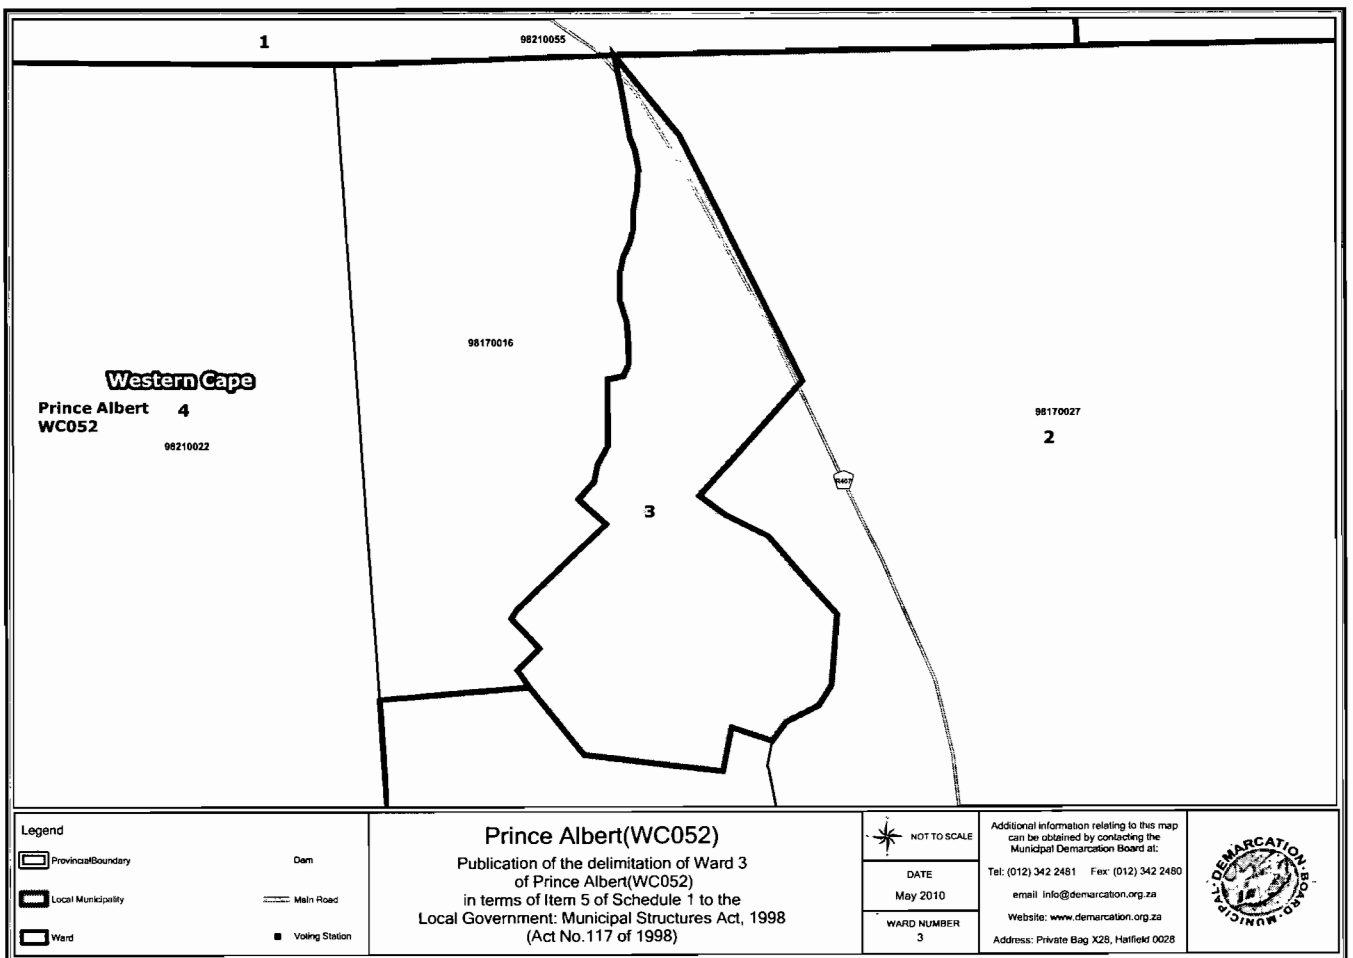 1
98210055
98170016
Western Cape
Prince Albert 4
WC052
98210022
98170027
2
R407
3
Legend
ProvincialBoundary
Dam
Local Municipality
Main Road
Ward
Voting Station
Prince Albert(WC052)
Publication of the delimitation of Ward 3
of Prince Albert(WC052)
in terms of Item 5 of Schedule 1 to the
Local Government: Municipal Structures Act, 1998
(Act No.117 of 1998)
NOT TO SCALE
DATE
May 2010
WARD NUMBER
3
Additional information relating to this map
can be obtained by contacting the
Municipal Demarcation Board at:
Tel: (012) 342 2481 Fax: (012) 342 2480
email info@demarcation.org.za
Website: www.demarcation.org.za
Address: Private Bag X28, Hatfield 0028
MUNICIPAL·DEMARCATION·BOARD·